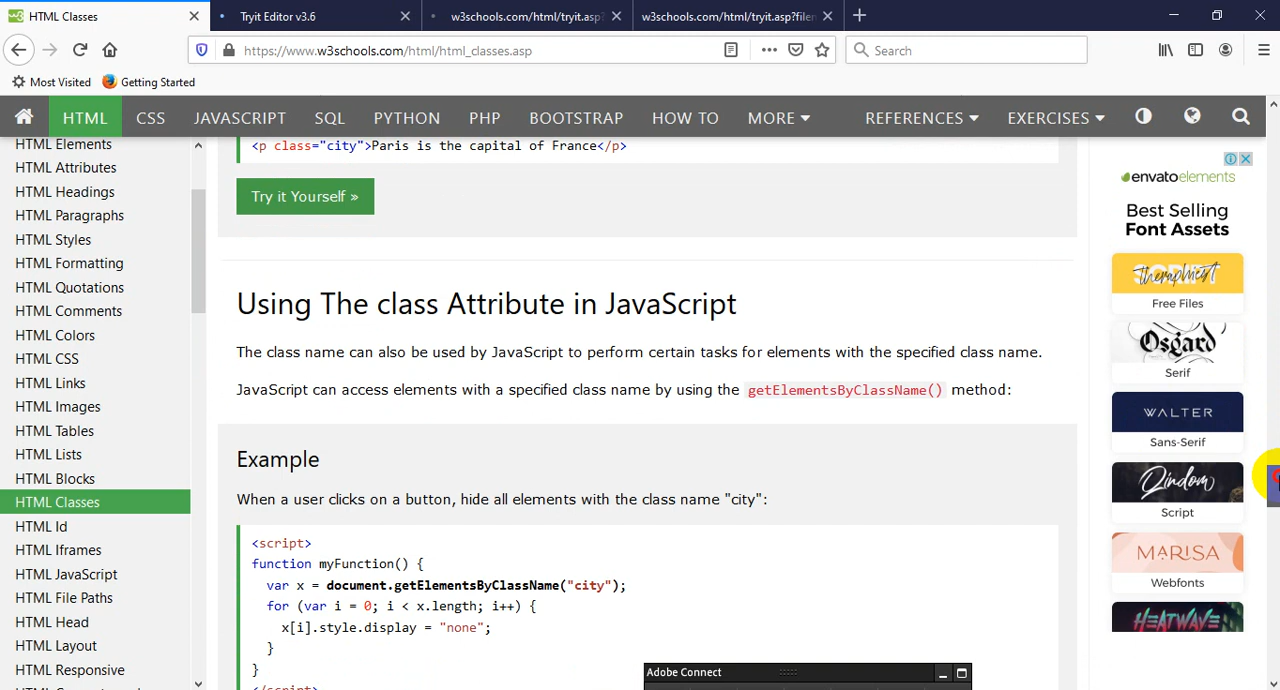 HTML Classes
Tryit Editor v3.6
w3schools.com/html/tryit.asp?
w3schools.com/html/tryit.asp?filen
https://www.w3schools.com/html/html_classes.asp
Search
Most Visited
Getting Started
HTML
CSS
JAVASCRIPT
SQL
PYTHON
PHP
BOOTSTRAP
HOW TO
MORE
REFERENCES
EXERCISES
HTML Elements
HTML Attributes
HTML Headings
HTML Paragraphs
HTML Styles
HTML Formatting
HTML Quotations
HTML Comments
HTML Colors
HTML CSS
HTML Links
HTML Images
HTML Tables
HTML Lists
HTML Blocks
HTML Classes
HTML Id
HTML Iframes
HTML JavaScript
HTML File Paths
HTML Head
HTML Layout
HTML Responsive
<p class="city">Paris is the capital of France</p>
Try it Yourself »
Using The class Attribute in JavaScript
The class name can also be used by JavaScript to perform certain tasks for elements with the specified class name.
JavaScript can access elements with a specified class name by using the getElementsByClassName() method:
Example
When a user clicks on a button, hide all elements with the class name "city":
<script>
function myFunction() {
var x = document.getElementsByClassName("city");
for (var i = 0; i < x.length; i++) {
x[i].style.display = "none";
}
}
</script>
Adobe Connect
envatoelements
Best Selling
Font Assets
Theraphiest
Free Files
Osgard
Serif
WALTER
Sans-Serif
Qindom
Script
MARISA
Webfonts
HEATWAVE